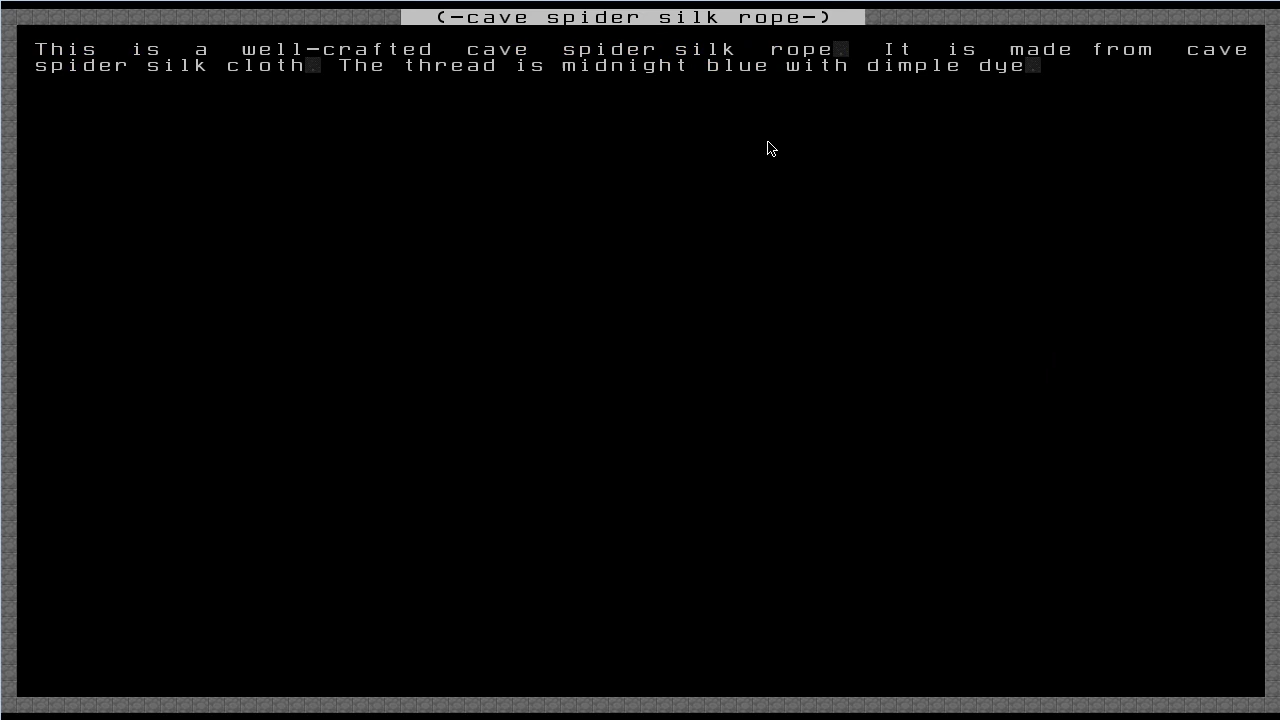 (-cave spider silk rope-)
This is a well-crafted cave spider silk rope. It is made from cave
spider silk cloth. The thread is midnight blue with dimple dye.